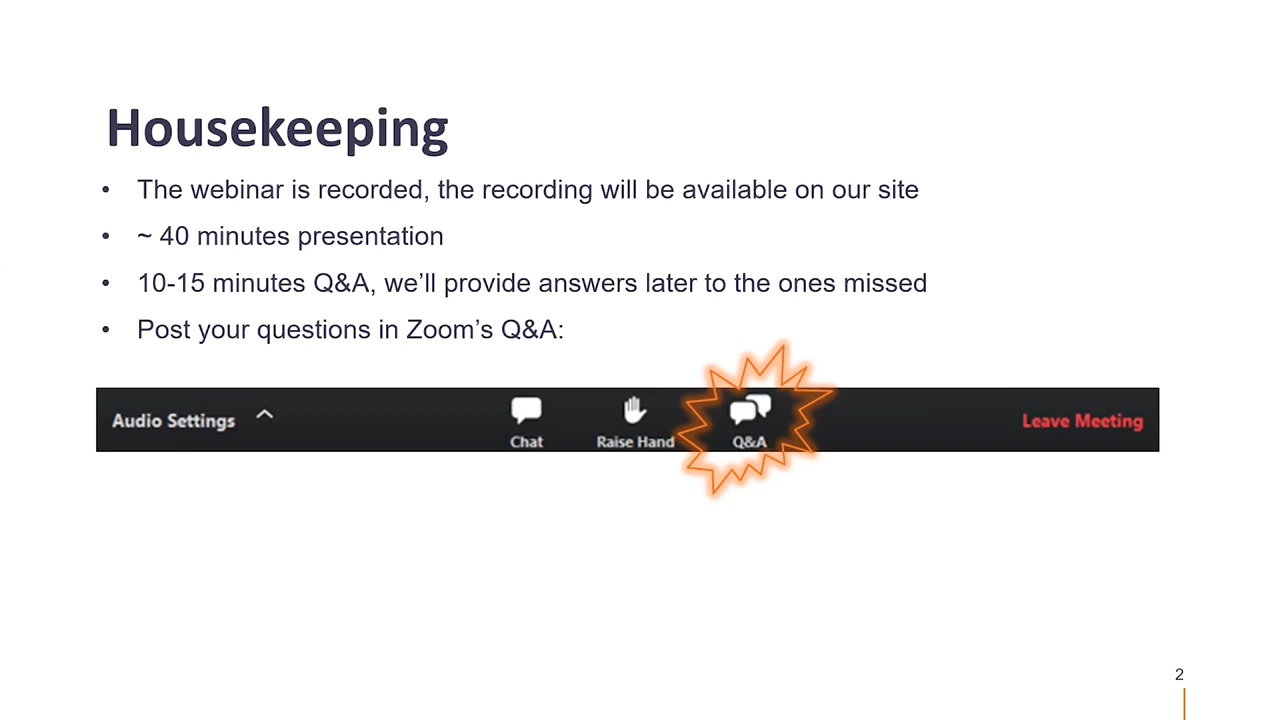 Housekeeping
• The webinar is recorded, the recording will be available on our site
• ~ 40 minutes presentation
• 10-15 minutes Q&A, we’ll provide answers later to the ones missed
• Post your questions in Zoom’s Q&A:
Audio Settings
Chat
Raise Hand
Q&A
Leave Meeting
2